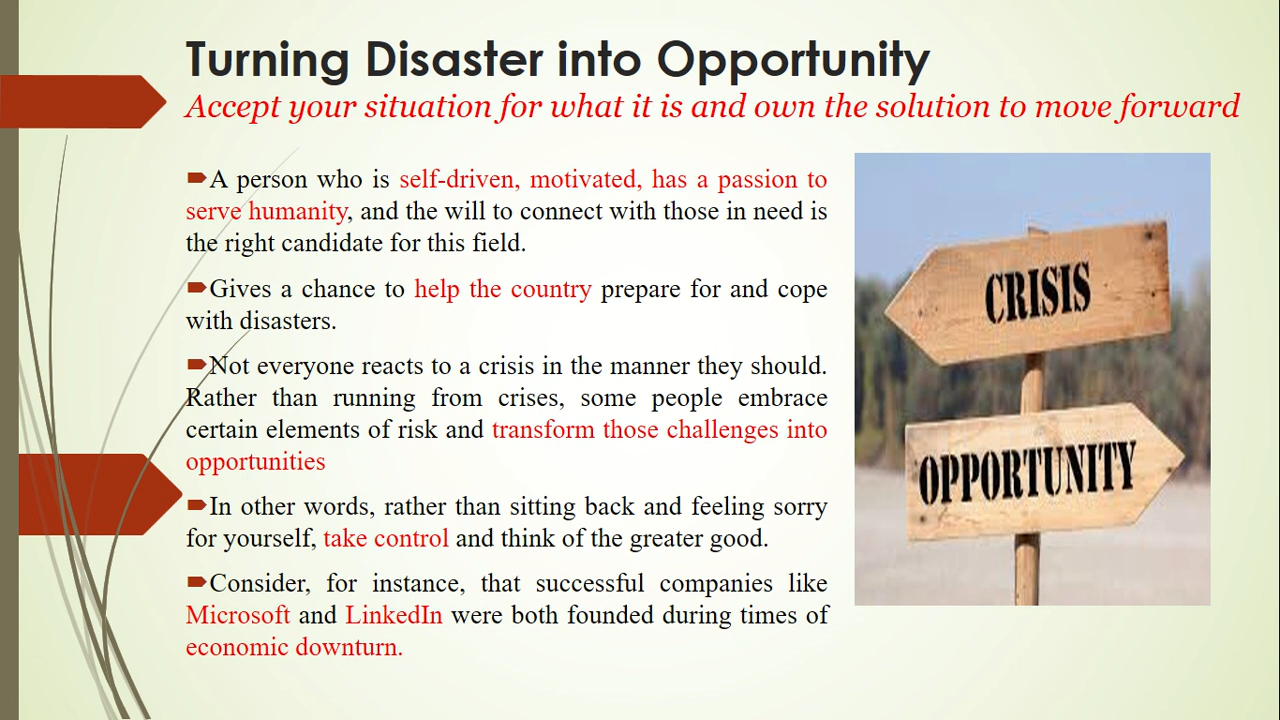 Turning Disaster into Opportunity
Accept your situation for what it is and own the solution to move forward
A person who is self-driven, motivated, has a passion to
serve humanity, and the will to connect with those in need is
the right candidate for this field.
Gives a chance to help the country prepare for and cope
with disasters.
Not everyone reacts to a crisis in the manner they should.
Rather than running from crises, some people embrace
certain elements of risk and transform those challenges into
opportunities
In other words, rather than sitting back and feeling sorry
for yourself, take control and think of the greater good.
Consider, for instance, that successful companies like
Microsoft and LinkedIn were both founded during times of
economic downturn.
CRISIS
OPPORTUNITY